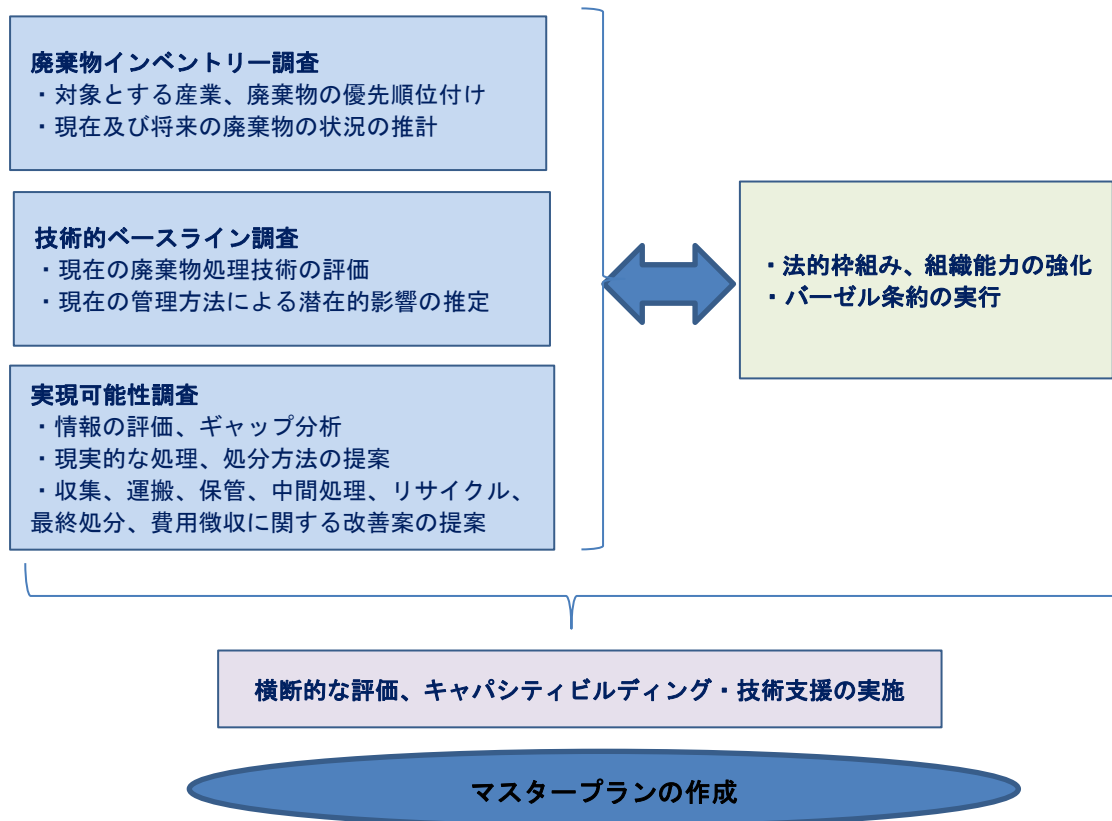 廃棄物インベントリー調査
・対象とする産業、廃棄物の優先順位付け
・現在及び将来の廃棄物の状況の推計
技術的ベースライン調査
・現在の廃棄物処理技術の評価
・現在の管理方法による潜在的影響の推定
実現可能性調査
・情報の評価、ギャップ分析
・現実的な処理、処分方法の提案
・収集、運搬、保管、中間処理、リサイクル、
最終処分、費用徴収に関する改善案の提案
・法的枠組み、組織能力の強化
・バーゼル条約の実行
横断的な評価、キャパシティビルディング・技術支援の実施
マスタープランの作成